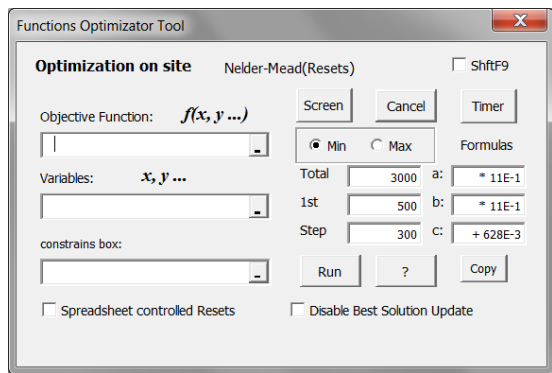 Functions Optimizator Tool
X
Optimization on site
Nelder-Mead(Resets)
ShftF9
Objective Function:
f(x, y ...)
Screen
Cancel
Timer
Min
Max
Formulas
Variables:
x, y ...
Total
3000
a:
* 11E-1
1st
500
b:
* 11E-1
Step
300
c:
+ 628E-3
constrains box:
Run
?
Copy
Spreadsheet controlled Resets
Disable Best Solution Update